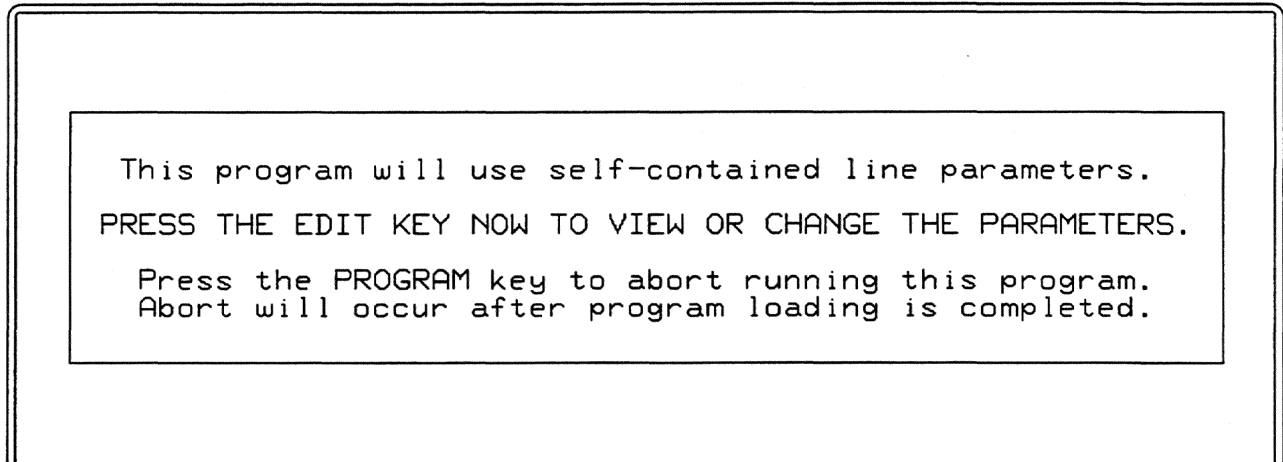 This program will use self-contained line parameters.
PRESS THE EDIT KEY NOW TO VIEW OR CHANGE THE PARAMETERS.
Press the PROGRAM key to abort running this program.
Abort will occur after program loading is completed.